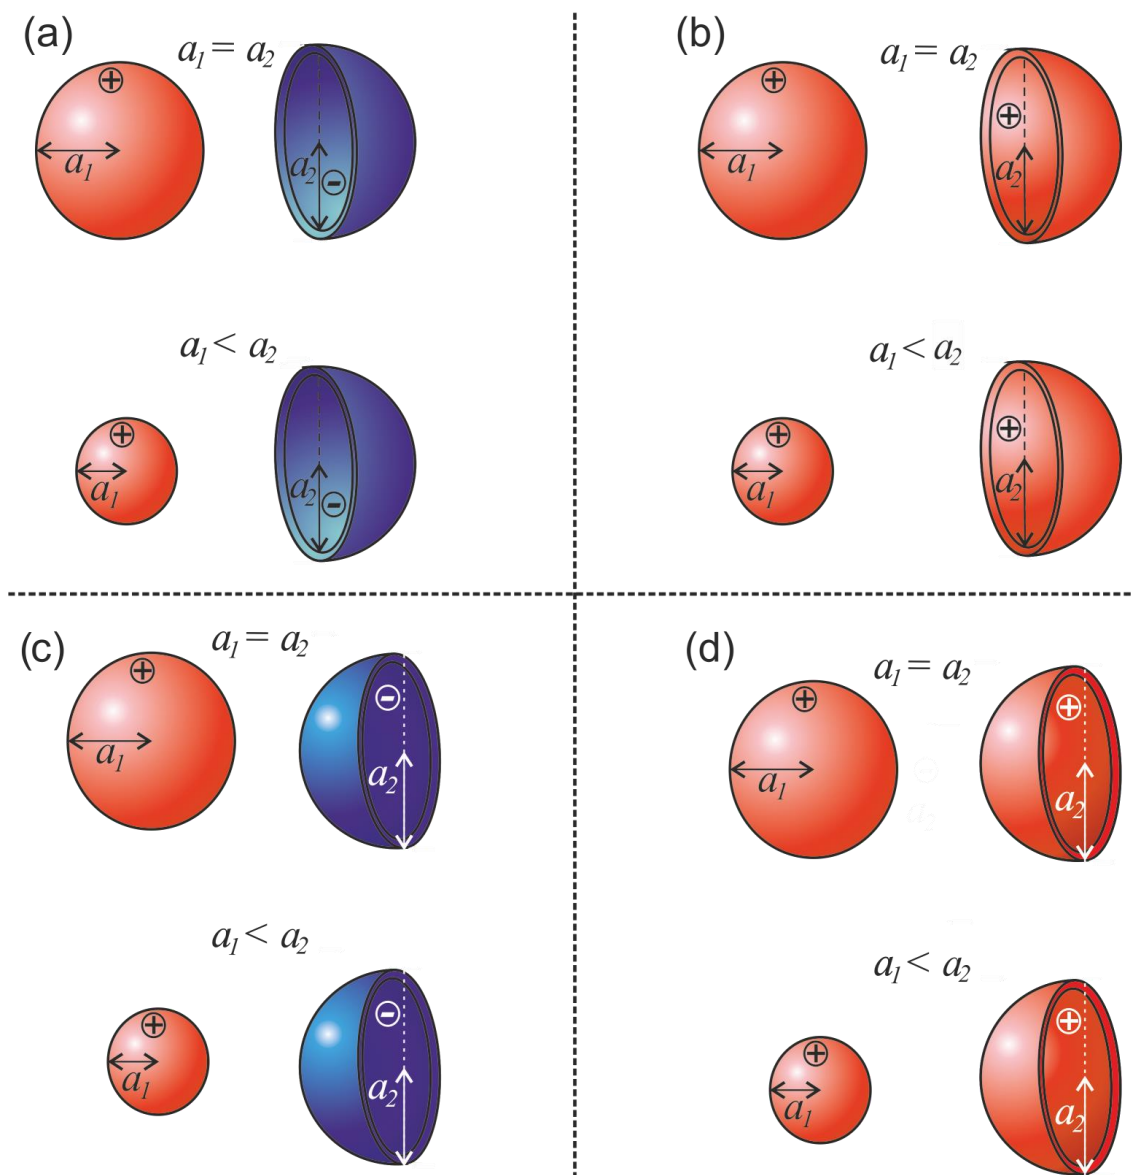 (a)
a₁ = a₂
⊕
a₁
a₂
⊖
a₁ < a₂
⊕
a₁
a₂
⊖
(b)
a₁ = a₂
⊕
a₁
⊕
a₂
a₁ < a₂
⊕
a₁
⊕
a₂
(c)
a₁ = a₂
⊕
a₁
⊖
a₂
a₁ < a₂
⊕
a₁
⊖
a₂
(d)
a₁ = a₂
⊕
a₁
⊕
a₂
⊖
a₂
a₁ < a₂
⊕
a₁
⊕
a₂